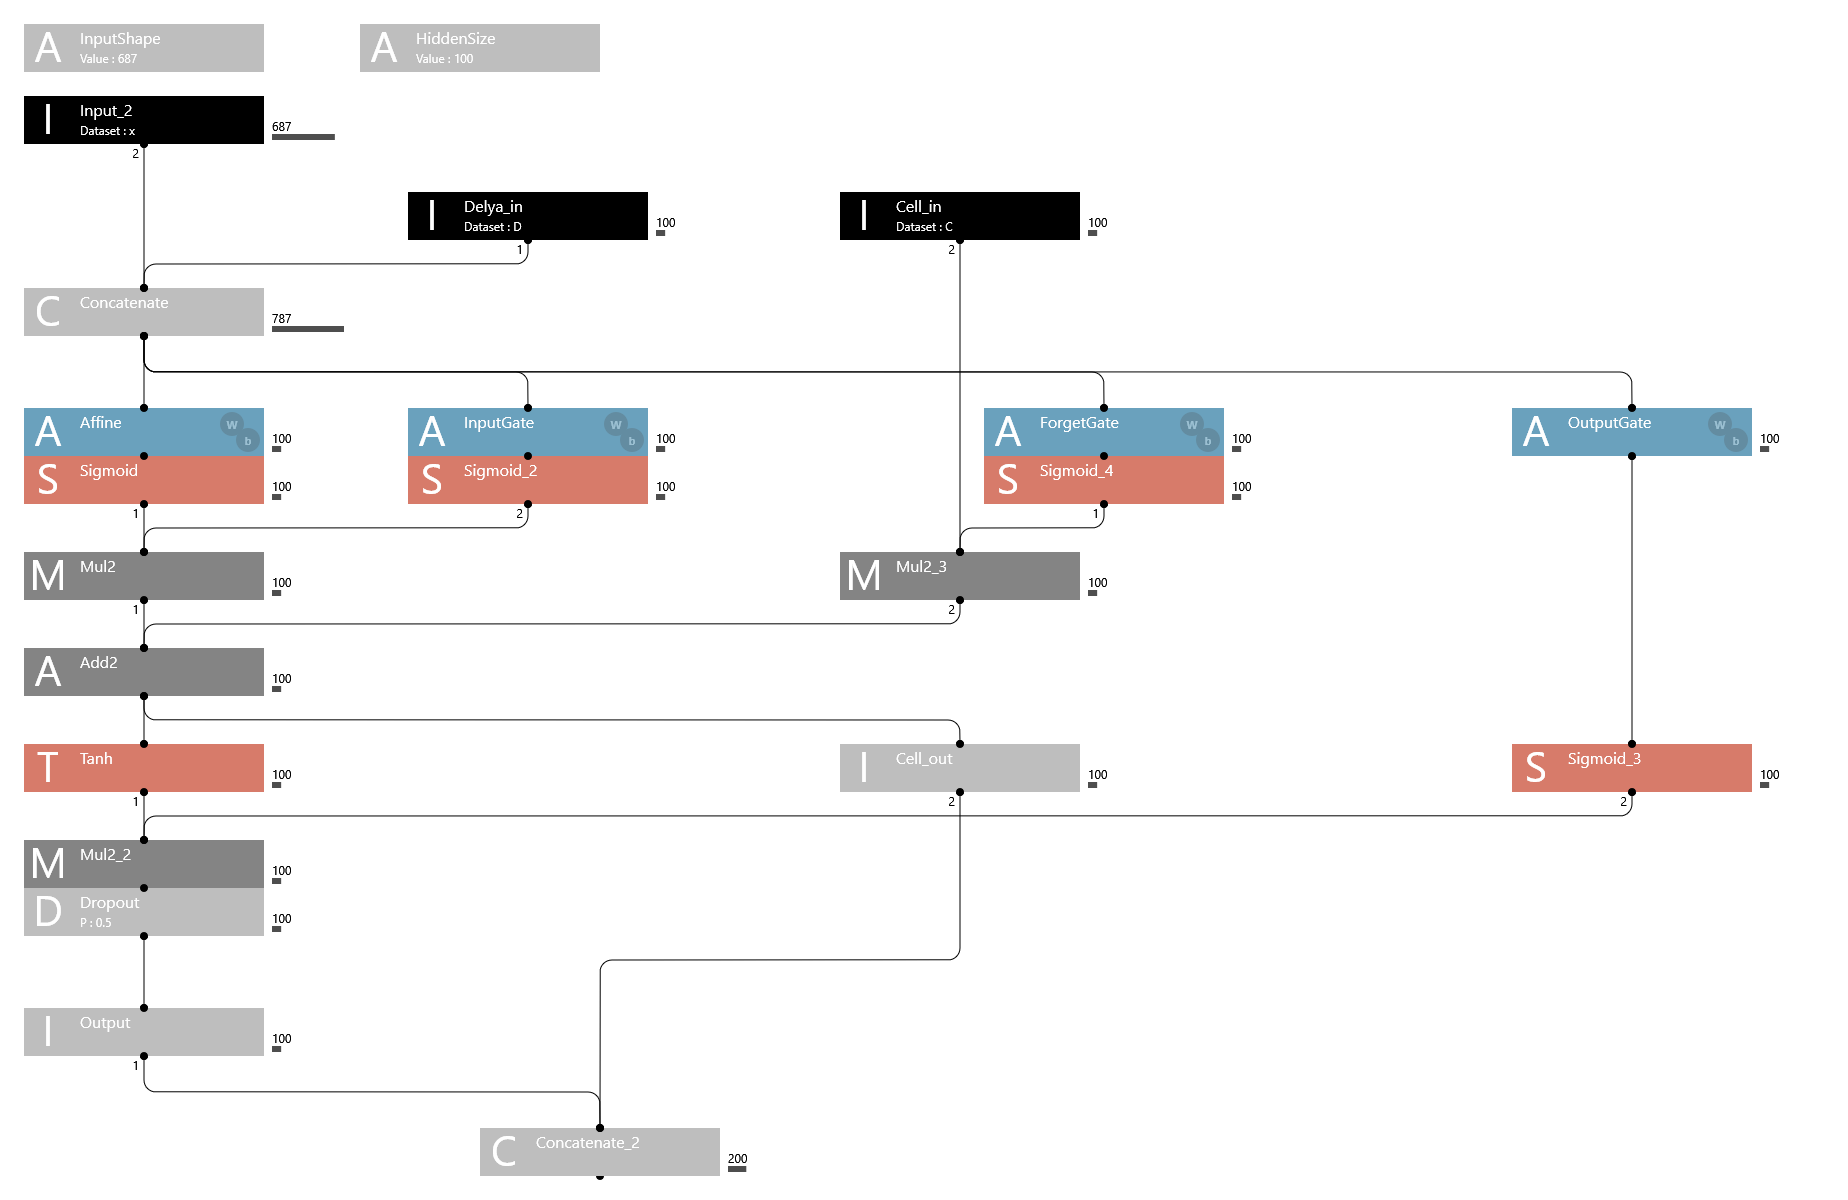 A InputShape
Value : 687
A HiddenSize
Value : 100
I Input_2
Dataset : x
687
2
I Delya_in
Dataset : D
100
1
I Cell_in
Dataset : C
100
2
C Concatenate
787
A Affine
W
b
100
A InputGate
W
b
100
A ForgetGate
W
b
100
A OutputGate
W
b
100
S Sigmoid
100
1
S Sigmoid_2
100
2
S Sigmoid_4
100
1
M Mul2
100
1
M Mul2_3
100
2
A Add2
100
T Tanh
100
1
I Cell_out
100
2
S Sigmoid_3
100
2
M Mul2_2
100
D Dropout
P : 0.5
100
I Output
100
1
C Concatenate_2
200